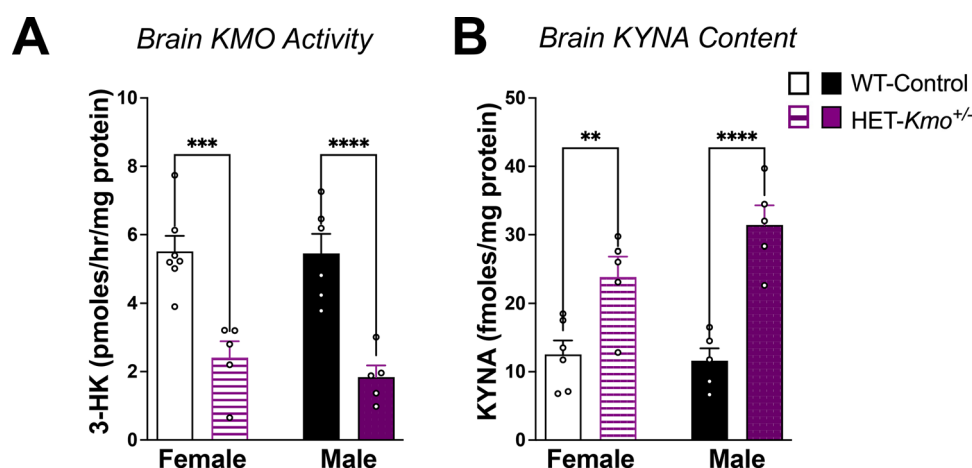 A
Brain KMO Activity
3-HK (pmoles/hr/mg protein)
10
8
6
4
2
0
***
****
Female
Male
B
Brain KYNA Content
KYNA (fmoles/mg protein)
50
40
30
20
10
0
**
****
Female
Male
WT-Control
HET-Kmo+/-